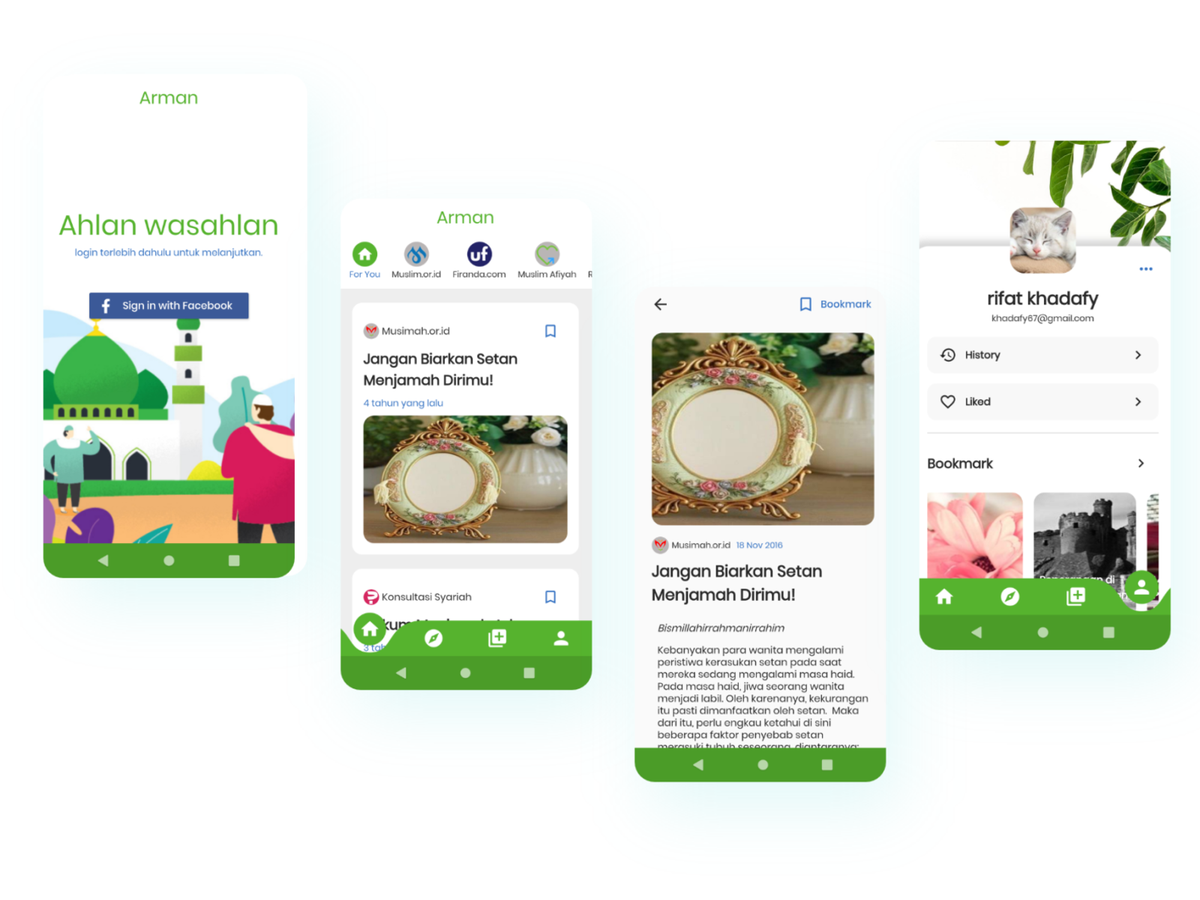 Arman
Ahlan wasahlan
login terlebih dahulu untuk melanjutkan.
Sign in with Facebook
Arman
uf
For You
Muslim.or.id
Firanda.com
Muslim Afiyah
R
Musimah.or.id
Jangan Biarkan Setan
Menjamah Dirimu!
4 tahun yang lalu
Konsultasi Syariah
Bookmark
Musimah.or.id 18 Nov 2016
Jangan Biarkan Setan
Menjamah Dirimu!
Bismillahirrahmanirrahim
Kebanyakan para wanita mengalami
peristiwa kerasukan setan pada saat
mereka sedang mengalami masa haid.
Pada masa haid, jiwa seorang wanita
menjadi labil. Oleh karenanya, kekurangan
itu pasti dimanfaatkan oleh setan. Maka
dari itu, perlu engkau ketahui di sini
beberapa faktor penyebab setan
merasuki tubuh seseorang, diantaranya:
rifat khadafy
khadafy67@gmail.com
History
Liked
Bookmark